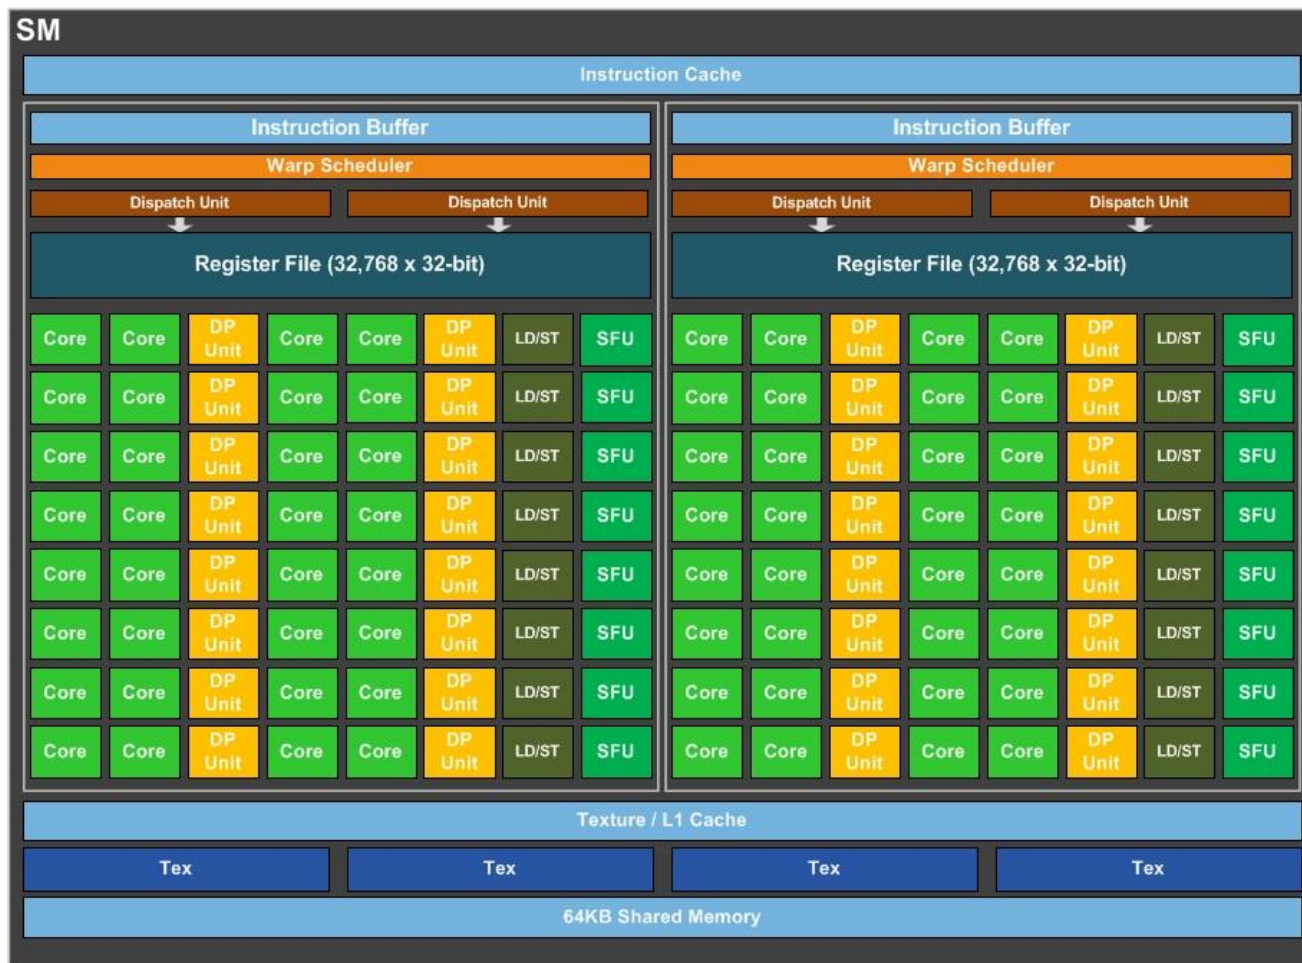 SM
Instruction Cache
Instruction Buffer Instruction Buffer
Warp Scheduler Warp Scheduler
Dispatch Unit Dispatch Unit Dispatch Unit Dispatch Unit
Register File (32,768 x 32-bit) Register File (32,768 x 32-bit)
Core Core DP Unit Core Core DP Unit LD/ST SFU Core Core DP Unit Core Core DP Unit LD/ST SFU
Core Core DP Unit Core Core DP Unit LD/ST SFU Core Core DP Unit Core Core DP Unit LD/ST SFU
Core Core DP Unit Core Core DP Unit LD/ST SFU Core Core DP Unit Core Core DP Unit LD/ST SFU
Core Core DP Unit Core Core DP Unit LD/ST SFU Core Core DP Unit Core Core DP Unit LD/ST SFU
Core Core DP Unit Core Core DP Unit LD/ST SFU Core Core DP Unit Core Core DP Unit LD/ST SFU
Core Core DP Unit Core Core DP Unit LD/ST SFU Core Core DP Unit Core Core DP Unit LD/ST SFU
Core Core DP Unit Core Core DP Unit LD/ST SFU Core Core DP Unit Core Core DP Unit LD/ST SFU
Core Core DP Unit Core Core DP Unit LD/ST SFU Core Core DP Unit Core Core DP Unit LD/ST SFU
Texture / L1 Cache
Tex Tex Tex Tex
64KB Shared Memory